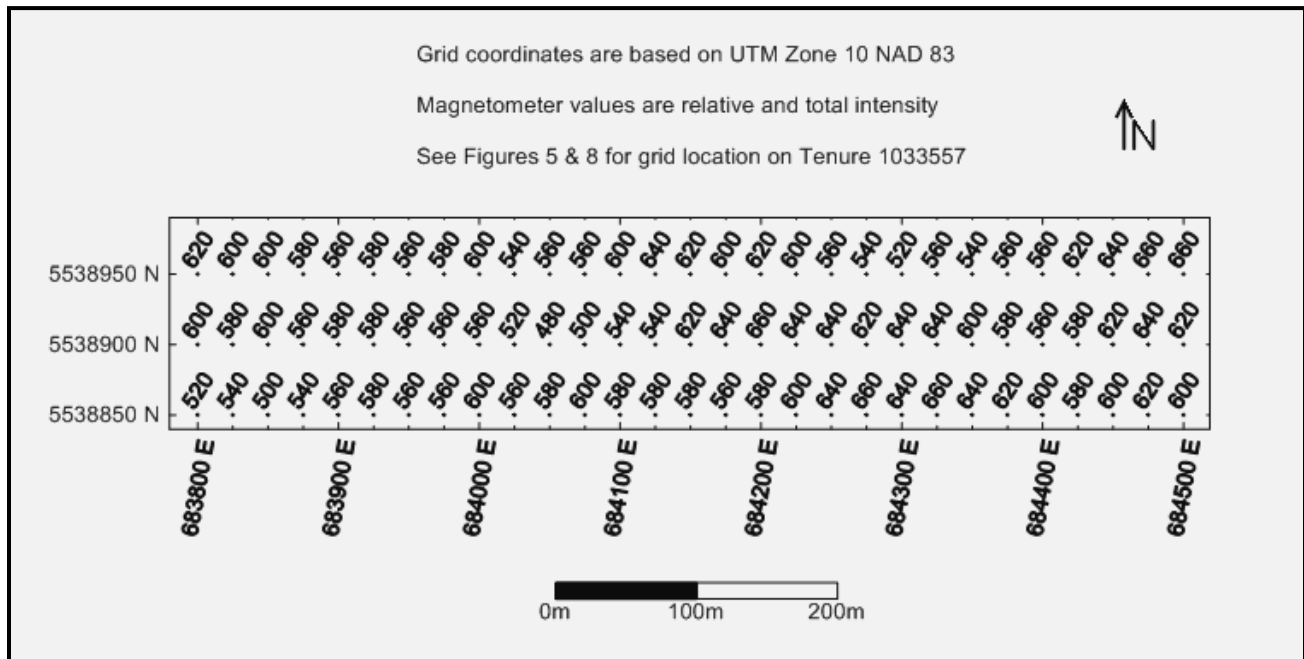 Grid coordinates are based on UTM Zone 10 NAD 83
Magnetometer values are relative and total intensity
N
See Figures 5 & 8 for grid location on Tenure 1033557
620 600 600 580 560 580 560 580 600 540 560 560 600 640 620 600 620 600 560 540 520 560 540 560 560 620 640 660 660
5538950 N
600 580 600 560 580 580 560 560 560 520 480 500 540 540 620 640 660 640 640 620 640 640 600 580 560 580 620 640 620
5538900 N
520 540 500 540 560 580 560 560 600 560 580 600 580 580 580 560 580 600 640 660 640 660 640 620 600 580 600 620 600
5538850 N
683800 E 683900 E 684000 E 684100 E 684200 E 684300 E 684400 E 684500 E
0m 100m 200m